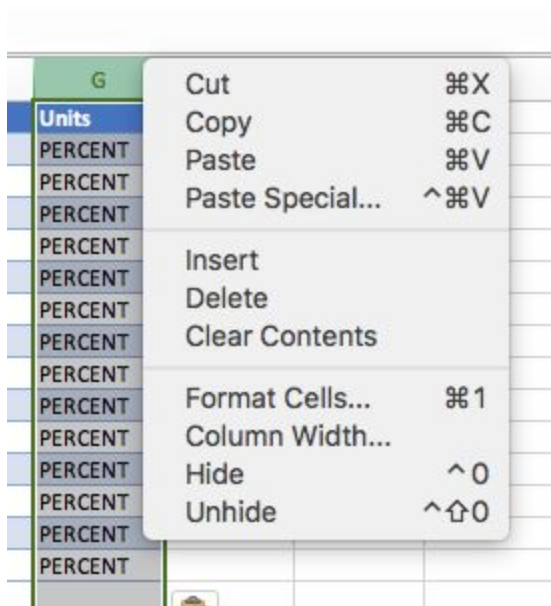 G
Units
PERCENT
PERCENT
PERCENT
PERCENT
PERCENT
PERCENT
PERCENT
PERCENT
PERCENT
PERCENT
PERCENT
PERCENT
PERCENT
PERCENT
Cut ⌘X
Copy ⌘C
Paste ⌘V
Paste Special... ^⌘V
Insert
Delete
Clear Contents
Format Cells... ⌘1
Column Width...
Hide ^0
Unhide ^⇧0